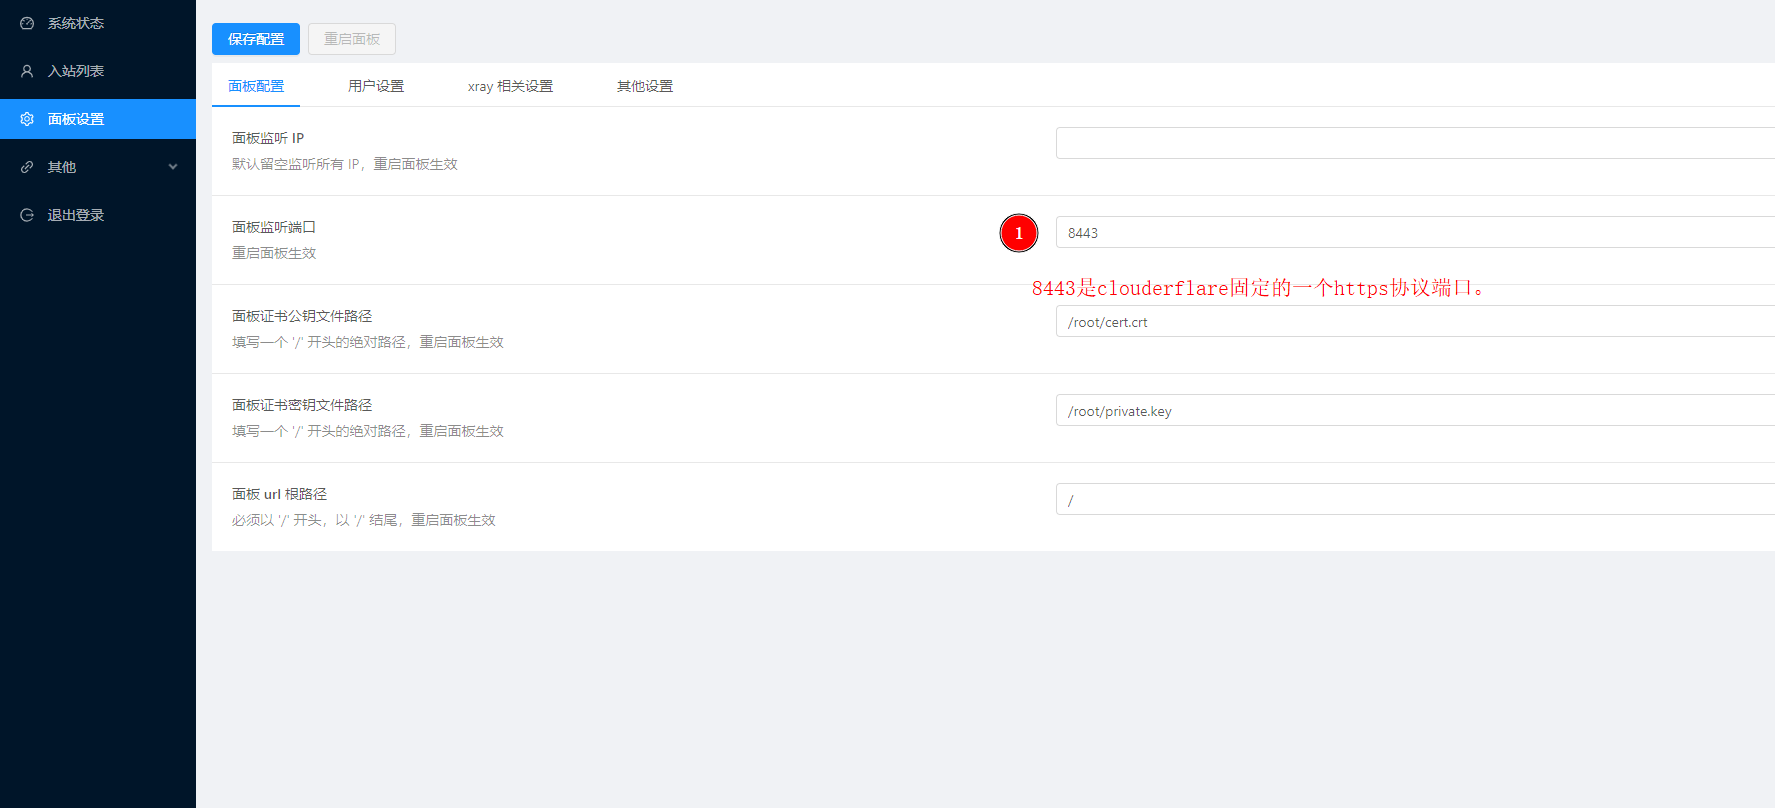 系统状态
入站列表
面板设置
其他
退出登录
保存配置
重启面板
面板配置
用户设置
xray 相关设置
其他设置
面板监听 IP
默认留空监听所有 IP，重启面板生效
面板监听端口
重启面板生效
1
8443
8443是clouderflare固定的一个https协议端口。
面板证书公钥文件路径
填写一个 '/' 开头的绝对路径，重启面板生效
/root/cert.crt
面板证书密钥文件路径
填写一个 '/' 开头的绝对路径，重启面板生效
/root/private.key
面板 url 根路径
必须以 '/' 开头，以 '/' 结尾，重启面板生效
/